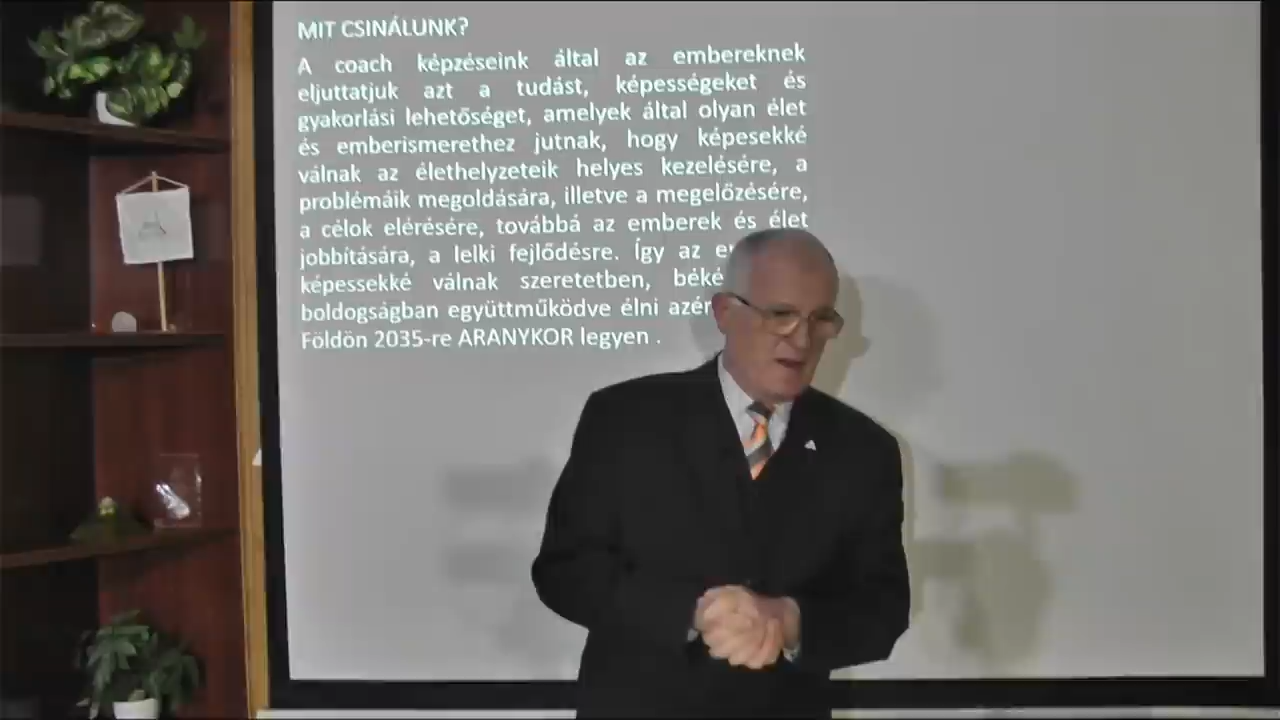 MIT CSINÁLUNK?
A coach képzéseink által az embereknek
eljuttatjuk azt a tudást, képességeket és
gyakorlási lehetőséget, amelyek által olyan élet
és emberismerethez jutnak, hogy képesekké
válnak az élethelyzeteik helyes kezelésére, a
problémáik megoldására, illetve a megelőzésére,
a célok elérésére, továbbá az emberek és élet
jobbítására, a lelki fejlődésre. Így az
képessekké válnak szeretetben,
boldogságban együttműködve élni
Földön 2035-re ARANYKOR legyen .